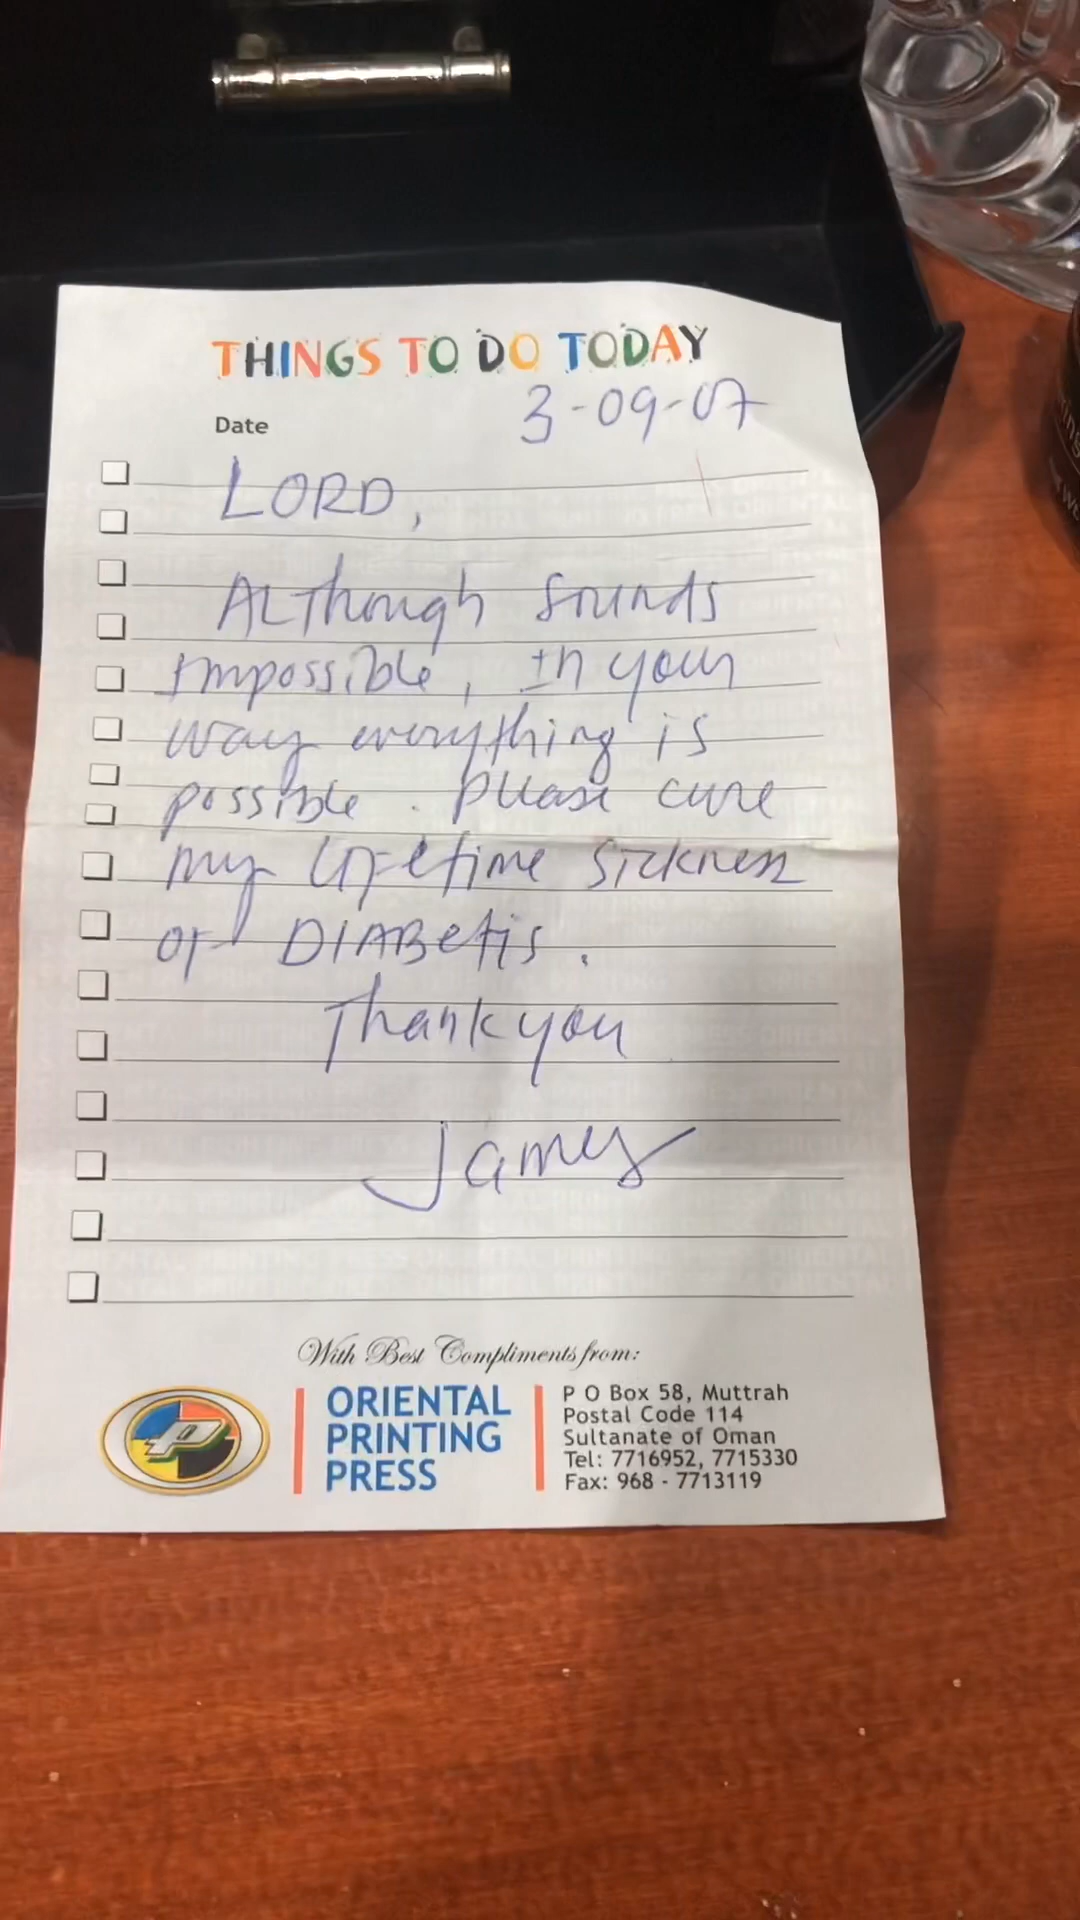 THINGS TO DO TODAY
Date 3-09-07
LORD,
ALThough sounds
Impossible, In your
way everything is
possible. please cure
my Lifetime sickness
of DIABetis.
Thank you
James
With Best Compliments from:
ORIENTAL
PRINTING
PRESS
P O Box 58, Muttrah
Postal Code 114
Sultanate of Oman
Tel: 7716952, 7715330
Fax: 968 - 7713119